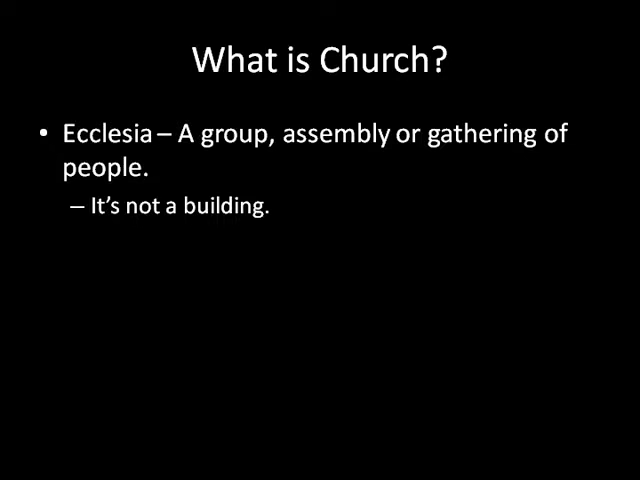 What is Church?
• Ecclesia – A group, assembly or gathering of
people.
– It's not a building.